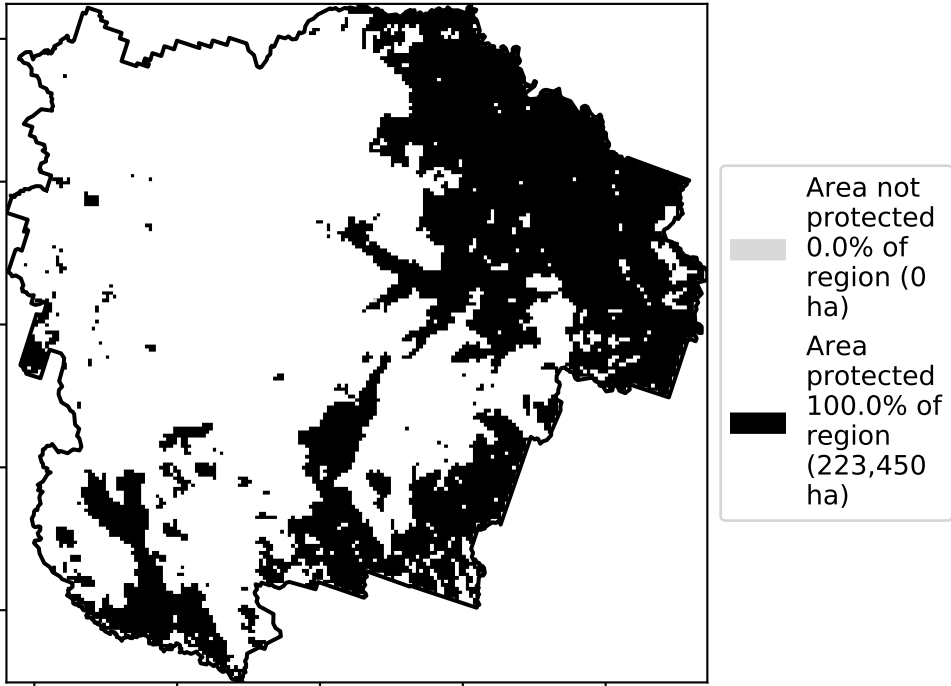 Area not
protected
0.0% of
region (0
ha)
Area
protected
100.0% of
region
(223,450
ha)